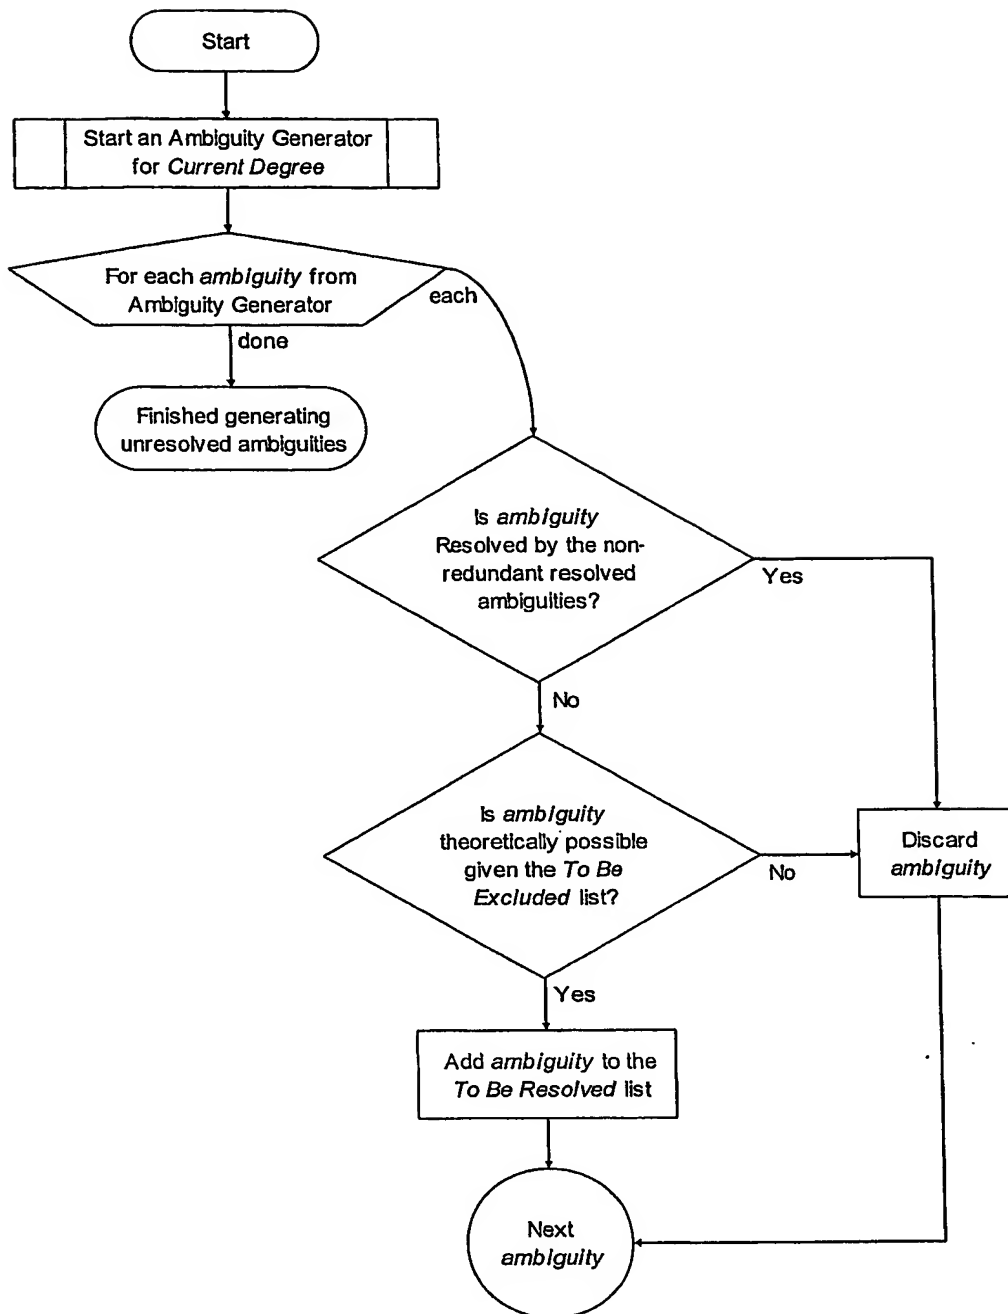 Start
Start an Ambiguity Generator
for Current Degree
For each ambiguity from
Ambiguity Generator
each
done
Finished generating
unresolved ambiguities
Is ambiguity
Resolved by the non-
redundant resolved
ambiguities?
Yes
No
Is ambiguity
theoretically possible
given the To Be
Excluded list?
No
Discard
ambiguity
Yes
Add ambiguity to the
To Be Resolved list
Next
ambiguity